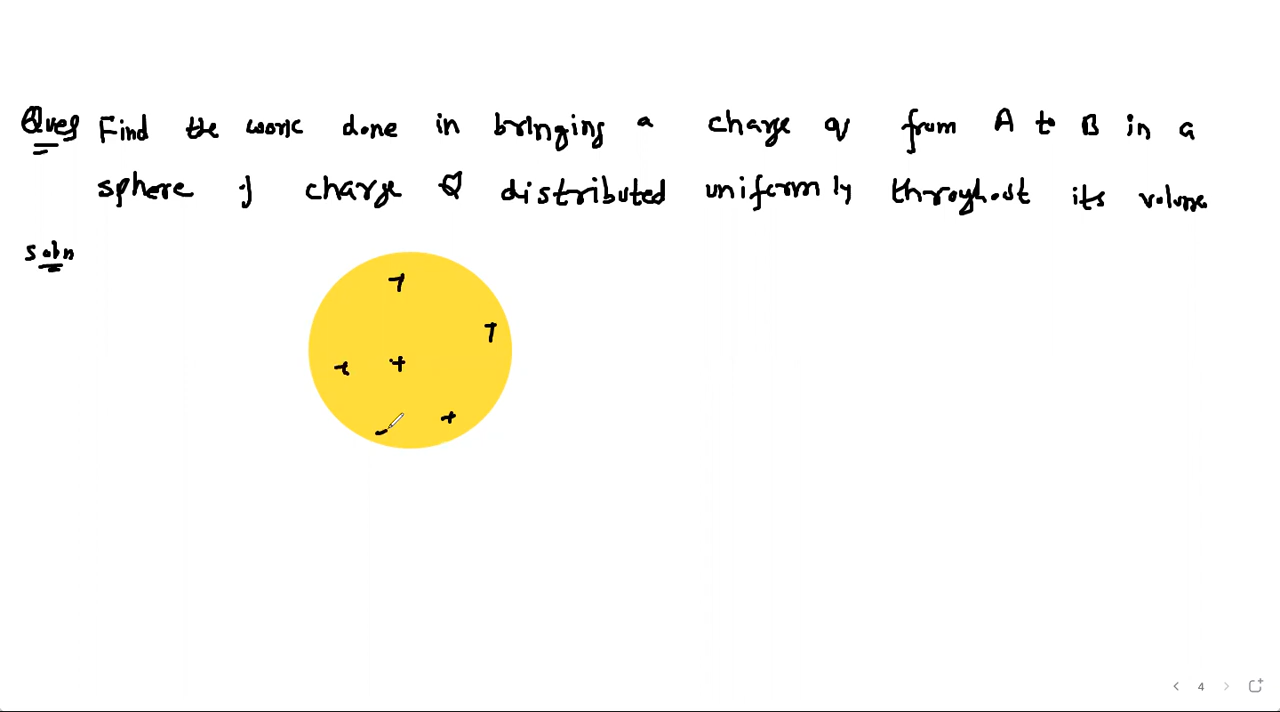 Ques Find the work done in bringing a charge q from A to B in a
sphere of charge Q distributed uniformly throughout its volume
soln
+
+
+ +
+
-
4